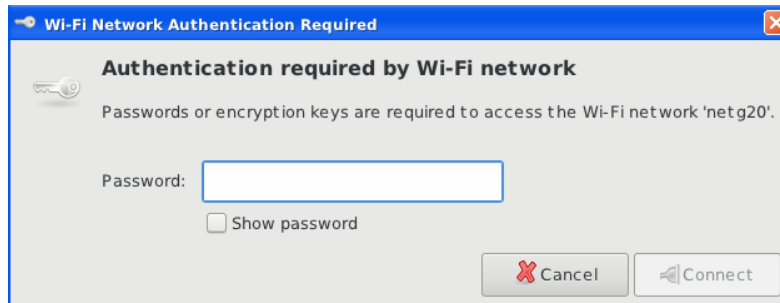 Wi-Fi Network Authentication Required
Authentication required by Wi-Fi network
Passwords or encryption keys are required to access the Wi-Fi network 'netg20'.
Password:
Show password
Cancel
Connect